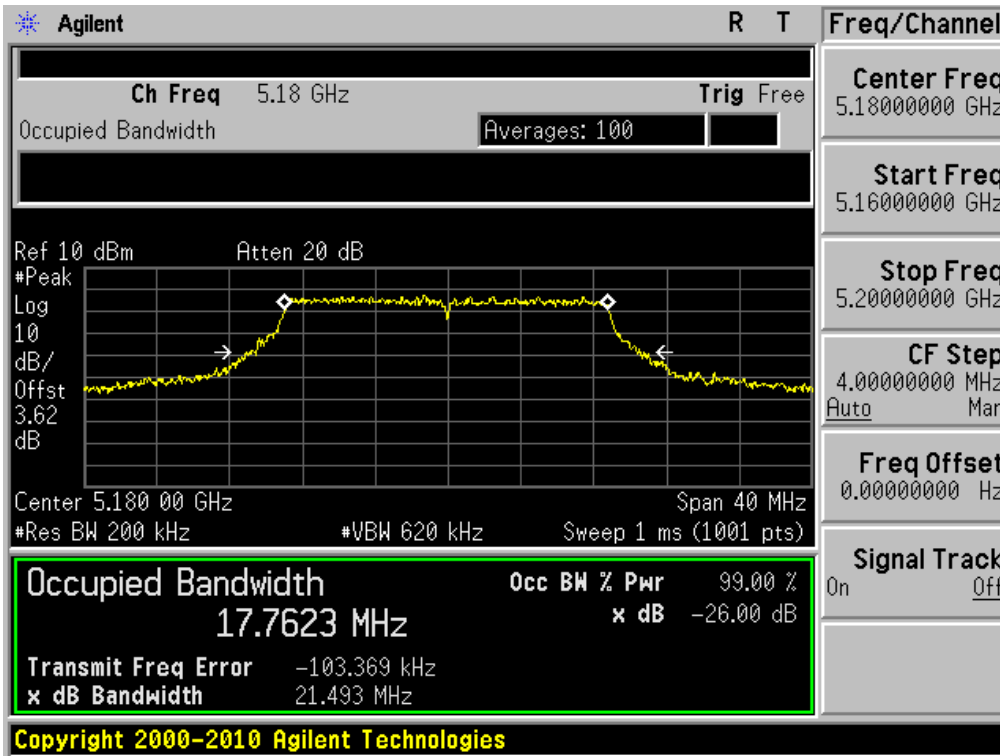 Agilent R T
Ch Freq 5.18 GHz Trig Free
Occupied Bandwidth Averages: 100
Ref 10 dBm Atten 20 dB
#Peak
Log
10
dB/
Offst
3.62
dB
Center 5.180 00 GHz Span 40 MHz
#Res BW 200 kHz #VBW 620 kHz Sweep 1 ms (1001 pts)
Occupied Bandwidth Occ BW % Pwr 99.00 %
17.7623 MHz x dB -26.00 dB
Transmit Freq Error -103.369 kHz
x dB Bandwidth 21.493 MHz
Copyright 2000-2010 Agilent Technologies
Freq/Channel
Center Freq
5.18000000 GHz
Start Freq
5.16000000 GHz
Stop Freq
5.20000000 GHz
CF Step
4.00000000 MHz
Auto Man
Freq Offset
0.00000000 Hz
Signal Track
On Off